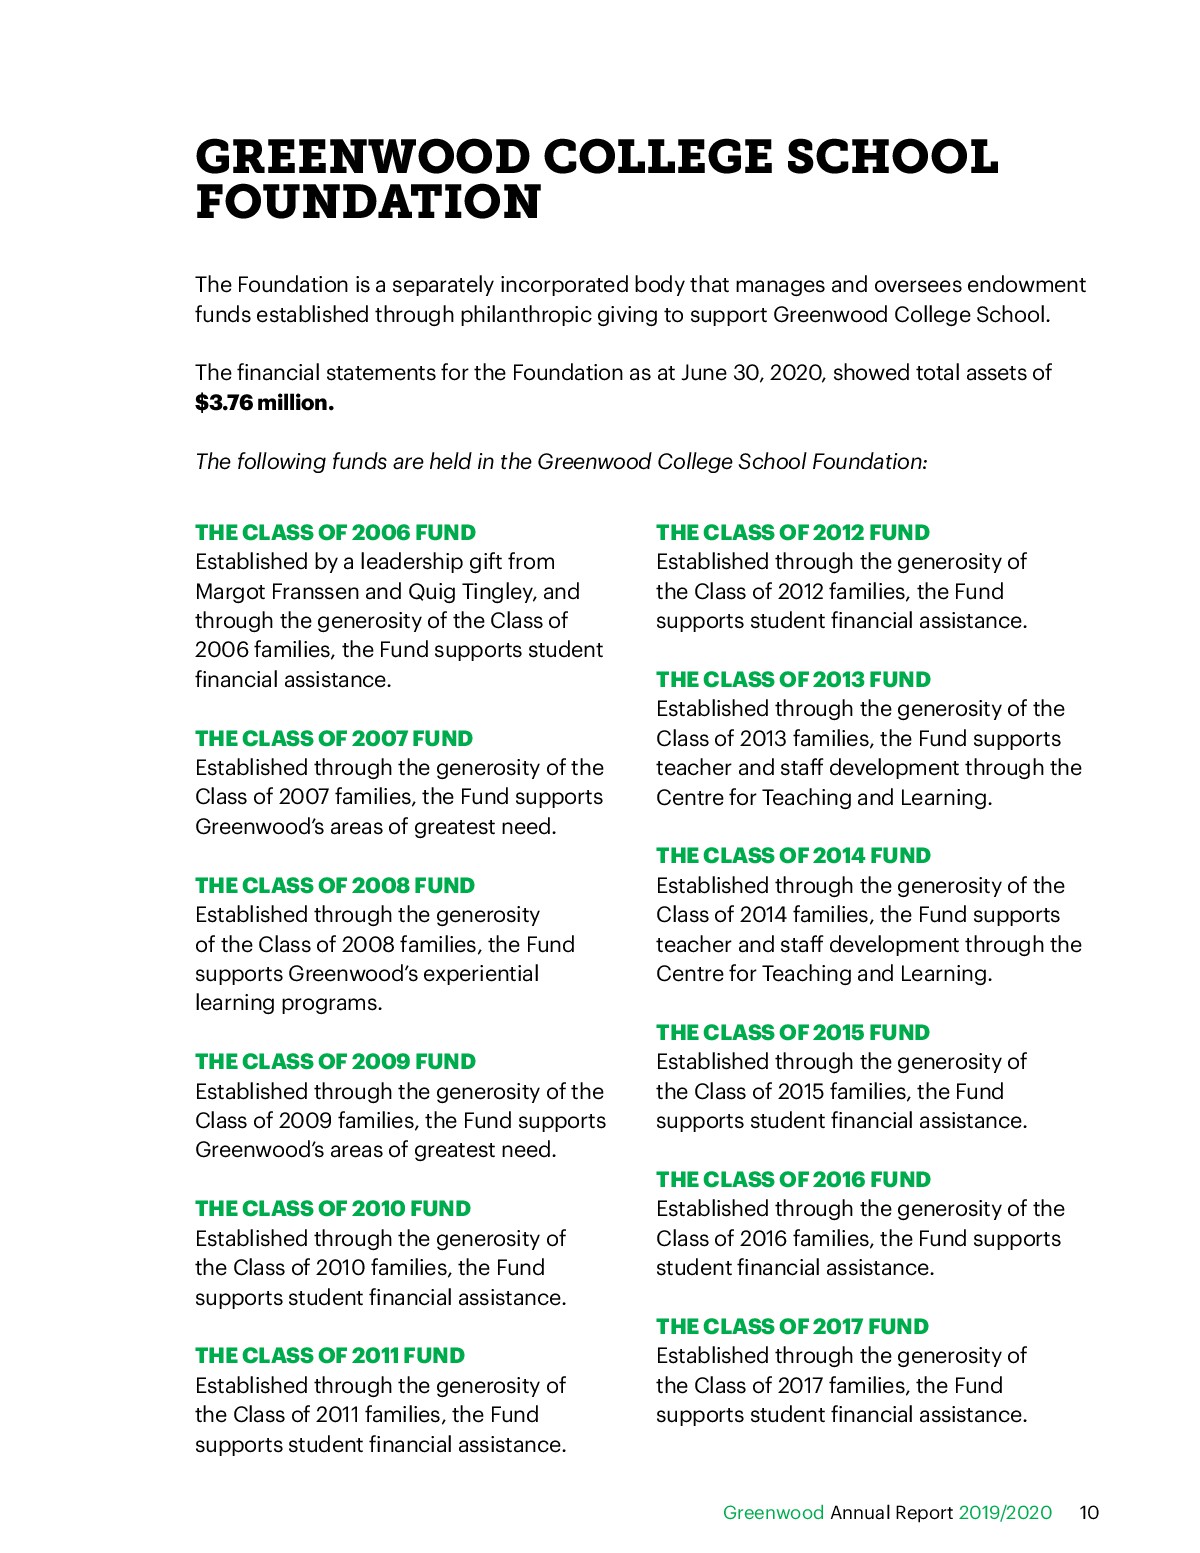 GREENWOOD COLLEGE SCHOOL
FOUNDATION
The Foundation is a separately incorporated body that manages and oversees endowment
funds established through philanthropic giving to support Greenwood College School.
The financial statements for the Foundation as at June 30, 2020, showed total assets of
$3.76 million.
The following funds are held in the Greenwood College School Foundation:
THE CLASS OF 2006 FUND
Established by a leadership gift from
Margot Franssen and Quig Tingley, and
through the generosity of the Class of
2006 families, the Fund supports student
financial assistance.
THE CLASS OF 2007 FUND
Established through the generosity of the
Class of 2007 families, the Fund supports
Greenwood's areas of greatest need.
THE CLASS OF 2008 FUND
Established through the generosity
of the Class of 2008 families, the Fund
supports Greenwood's experiential
learning programs.
THE CLASS OF 2009 FUND
Established through the generosity of the
Class of 2009 families, the Fund supports
Greenwood's areas of greatest need.
THE CLASS OF 2010 FUND
Established through the generosity of
the Class of 2010 families, the Fund
supports student financial assistance.
THE CLASS OF 2011 FUND
Established through the generosity of
the Class of 2011 families, the Fund
supports student financial assistance.
THE CLASS OF 2012 FUND
Established through the generosity of
the Class of 2012 families, the Fund
supports student financial assistance.
THE CLASS OF 2013 FUND
Established through the generosity of the
Class of 2013 families, the Fund supports
teacher and staff development through the
Centre for Teaching and Learning.
THE CLASS OF 2014 FUND
Established through the generosity of the
Class of 2014 families, the Fund supports
teacher and staff development through the
Centre for Teaching and Learning.
THE CLASS OF 2015 FUND
Established through the generosity of
the Class of 2015 families, the Fund
supports student financial assistance.
THE CLASS OF 2016 FUND
Established through the generosity of the
Class of 2016 families, the Fund supports
student financial assistance.
THE CLASS OF 2017 FUND
Established through the generosity of
the Class of 2017 families, the Fund
supports student financial assistance.
Greenwood Annual Report 2019/2020 10